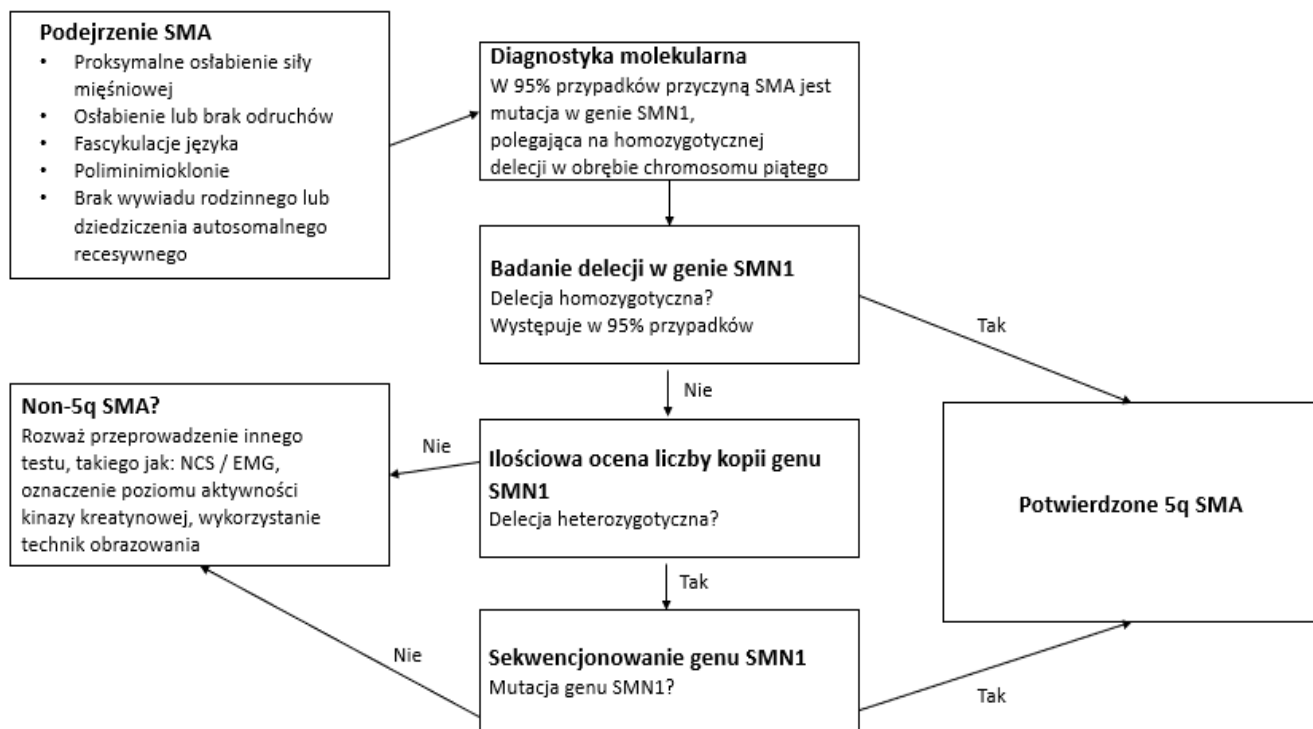 Podejrzenie SMA
• Proksymalne osłabienie siły
mięśniowej
• Osłabienie lub brak odruchów
• Fascykulacje języka
• Poliminimioklonie
• Brak wywiadu rodzinnego lub
dziedziczenia autosomalnego
recesywnego
Diagnostyka molekularna
W 95% przypadków przyczyną SMA jest
mutacja w genie SMN1,
polegająca na homozygotycznej
delecji w obrębie chromosomu piątego
Badanie delecji w genie SMN1
Delecja homozygotyczna?
Występuje w 95% przypadków
Tak
Nie
Non-5q SMA?
Rozważ przeprowadzenie innego
testu, takiego jak: NCS / EMG,
oznaczenie poziomu aktywności
kinazy kreatynowej, wykorzystanie
technik obrazowania
Nie
Ilościowa ocena liczby kopii genu
SMN1
Delecja heterozygotyczna?
Potwierdzone 5q SMA
Tak
Nie
Sekwencjonowanie genu SMN1
Mutacja genu SMN1?
Tak